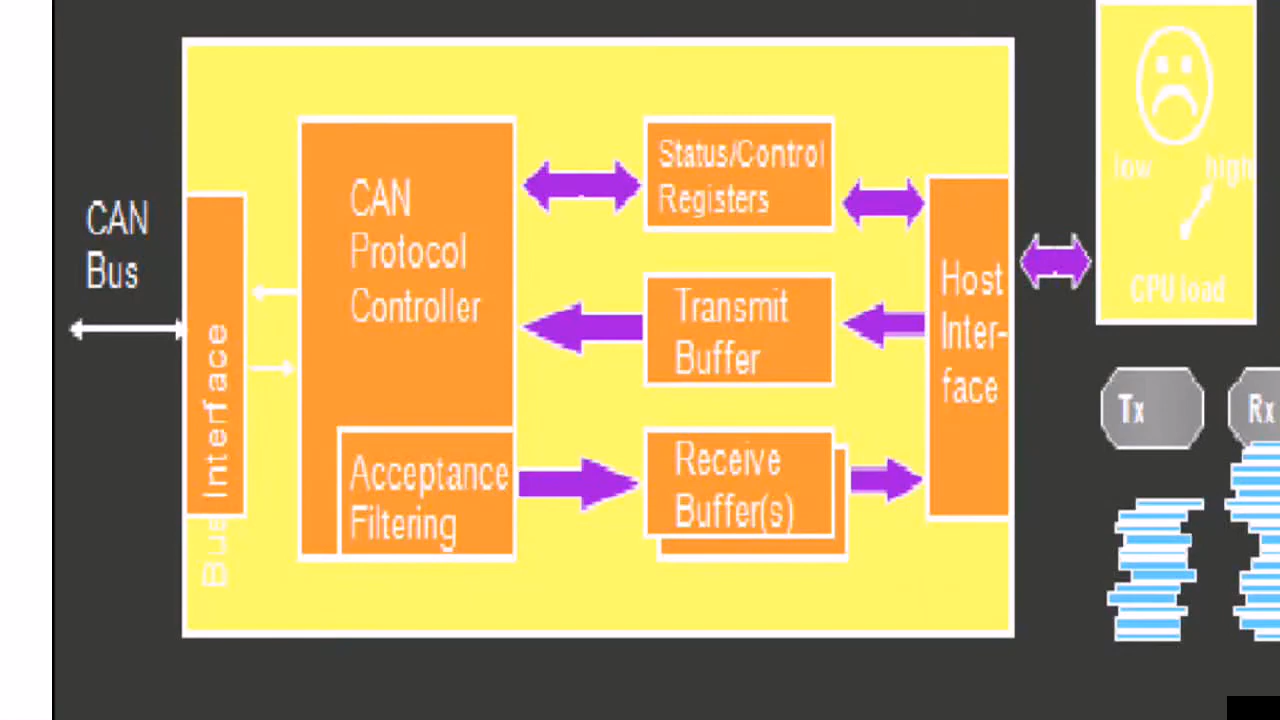 CAN
Bus
Bus Interface
CAN
Protocol
Controller
Acceptance
Filtering
Status/Control
Registers
Transmit
Buffer
Receive
Buffer(s)
Host
Inter-
face
low high
CPU load
Tx
Rx